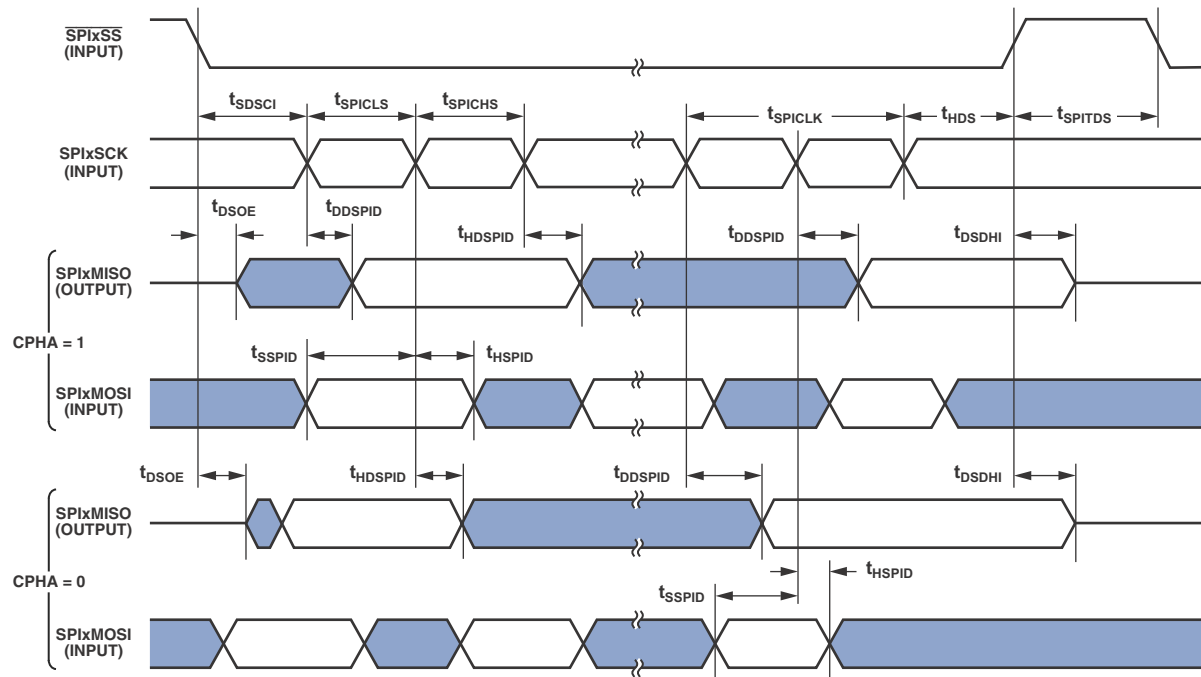 SPIxSS
(INPUT)
tSDSCI tSPICLS tSPICHS tSPICLK tHDS tSPITDS
SPIxSCK
(INPUT)
tDSOE tDDSPID tHDSPID tDDSPID tDSDHI
SPIxMISO
(OUTPUT)
CPHA = 1
tSSPID tHSPID
SPIxMOSI
(INPUT)
tDSOE tHDSPID tDDSPID tDSDHI
SPIxMISO
(OUTPUT)
CPHA = 0
tHSPID
tSSPID
SPIxMOSI
(INPUT)